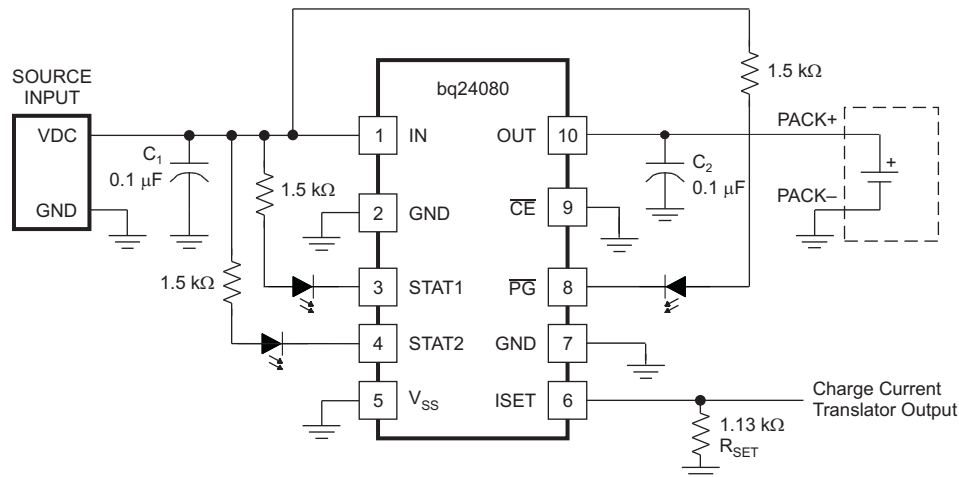 SOURCE
INPUT
VDC
GND
C1
0.1 μF
1.5 kΩ
1.5 kΩ
bq24080
1 IN
2 GND
3 STAT1
4 STAT2
5 VSS
OUT 10
CE 9
PG 8
GND 7
ISET 6
1.5 kΩ
C2
0.1 μF
PACK+
PACK–
+
Charge Current
Translator Output
1.13 kΩ
RSET